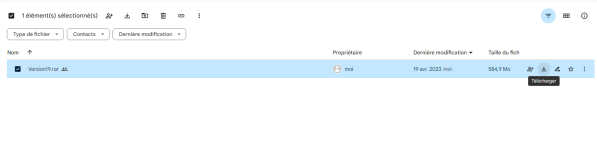 1 élément(s) sélectionné(s)
Type de fichier Contacts Dernière modification
Nom Propriétaire Dernière modification Taille du fich
Version19.rar moi 19 avr. 2023 moi 584,9 Mo
Télécharger